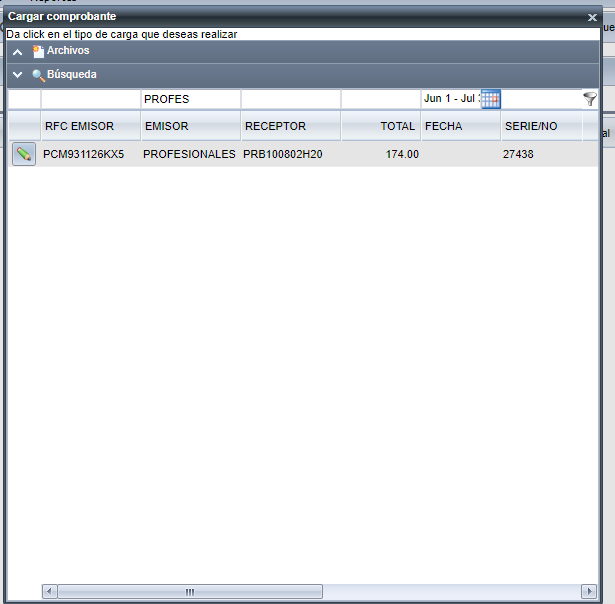 Cargar comprobante
Da click en el tipo de carga que deseas realizar
Archivos
Búsqueda
PROFES Jun 1 - Jul
RFC EMISOR EMISOR RECEPTOR TOTAL FECHA SERIE/NO
PCM931126KX5 PROFESIONALES PRB100802H20 174.00 27438